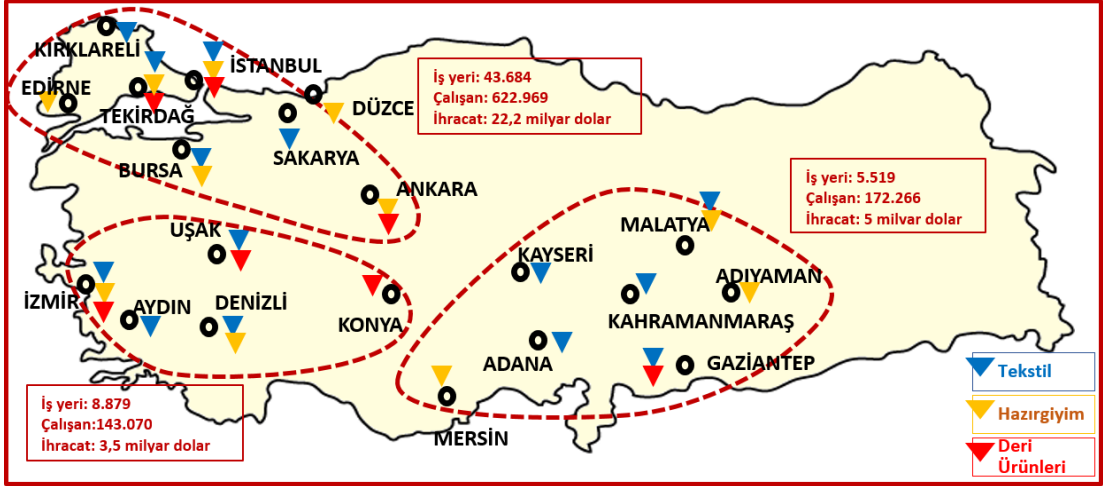 KIRKLARELİ
İSTANBUL
EDİRNE
TEKİRDAĞ
DÜZCE
SAKARYA
BURSA
ANKARA
İş yeri: 43.684
Çalışan: 622.969
İhracat: 22,2 milyar dolar
İş yeri: 5.519
Çalışan: 172.266
İhracat: 5 milvar dolar
UŞAK
İZMİR
AYDIN
DENİZLİ
KONYA
MALATYA
KAYSERİ
ADIYAMAN
KAHRAMANMARAŞ
ADANA
GAZİANTEP
MERSİN
İş yeri: 8.879
Çalışan:143.070
İhracat: 3,5 milyar dolar
Tekstil
Hazırgiyim
Deri
Ürünleri